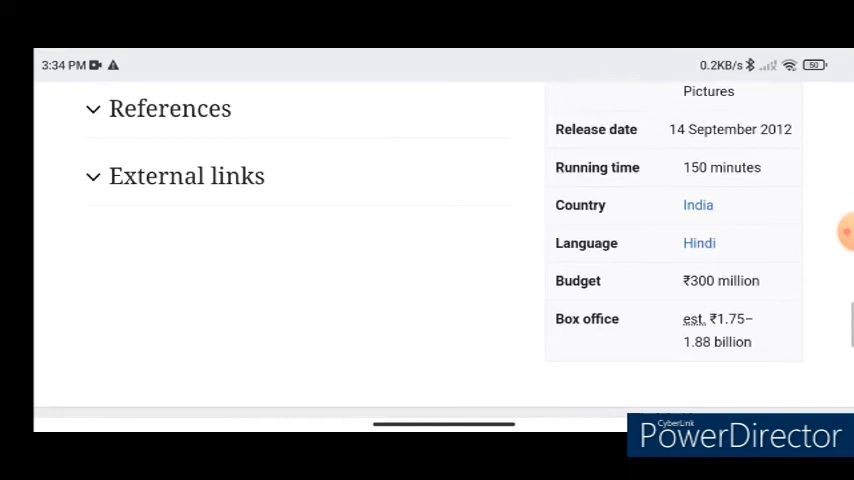 3:34 PM
0.2KB/s
50
References
External links
Pictures
Release date 14 September 2012
Running time 150 minutes
Country India
Language Hindi
Budget ₹300 million
Box office est. ₹1.75–
1.88 billion
CyberLink
PowerDirector